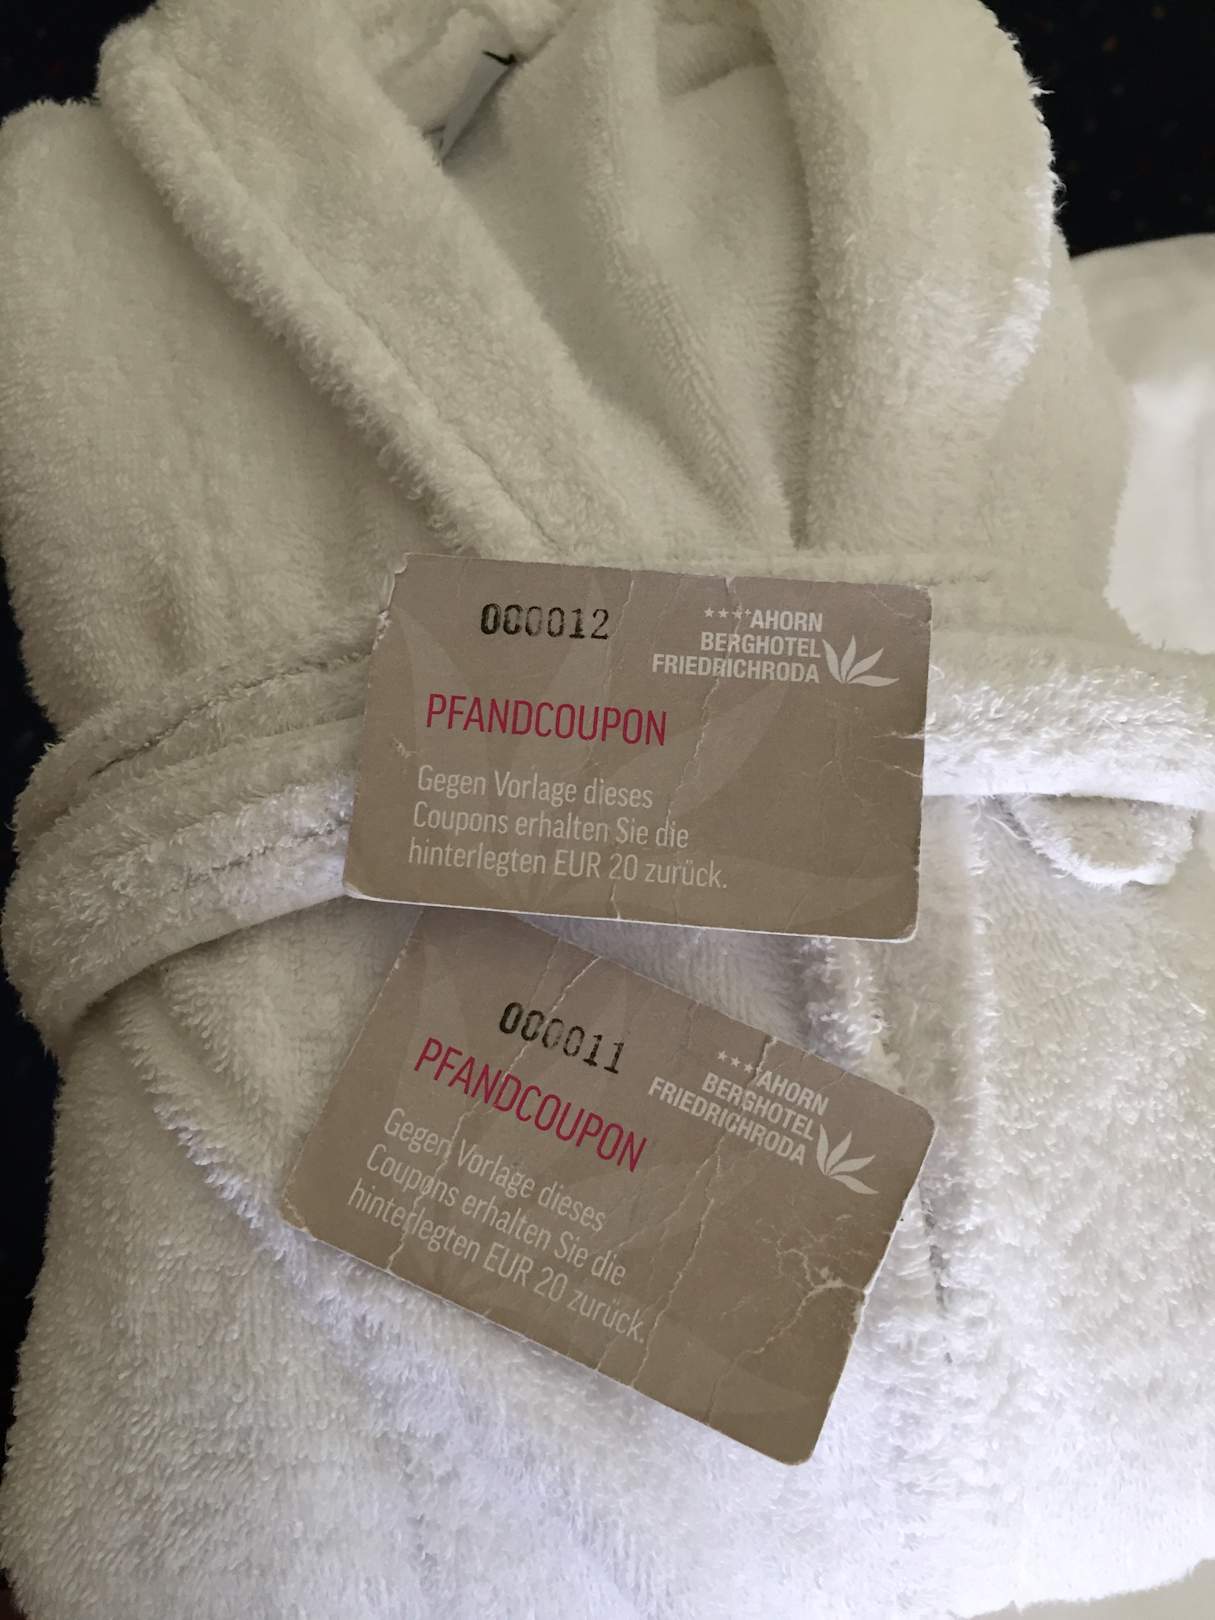 000012
****AHORN
BERGHOTEL
FRIEDRICHRODA
PFANDCOUPON
Gegen Vorlage dieses
Coupons erhalten Sie die
hinterlegten EUR 20 zurück.
000011
****AHORN
BERGHOTEL
FRIEDRICHRODA
PFANDCOUPON
Gegen Vorlage dieses
Coupons erhalten Sie die
hinterlegten EUR 20 zurück.